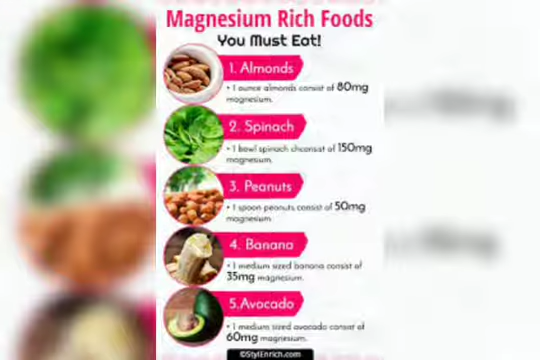 Magnesium Rich Foods
You Must Eat!
1. Almonds
• 1 ounce almonds consist of 80mg
magnesium.
2. Spinach
• 1 bowl spinach chconsist of 150mg
magnesium.
3. Peanuts
• 1 spoon peanuts consist of 50mg
magnesium
4. Banana
• 1 medium sized banana consist of
35mg magnesium.
5.Avocado
• 1 medium sized avocado consist of
60mg magnesium.
©StylEnrich.com